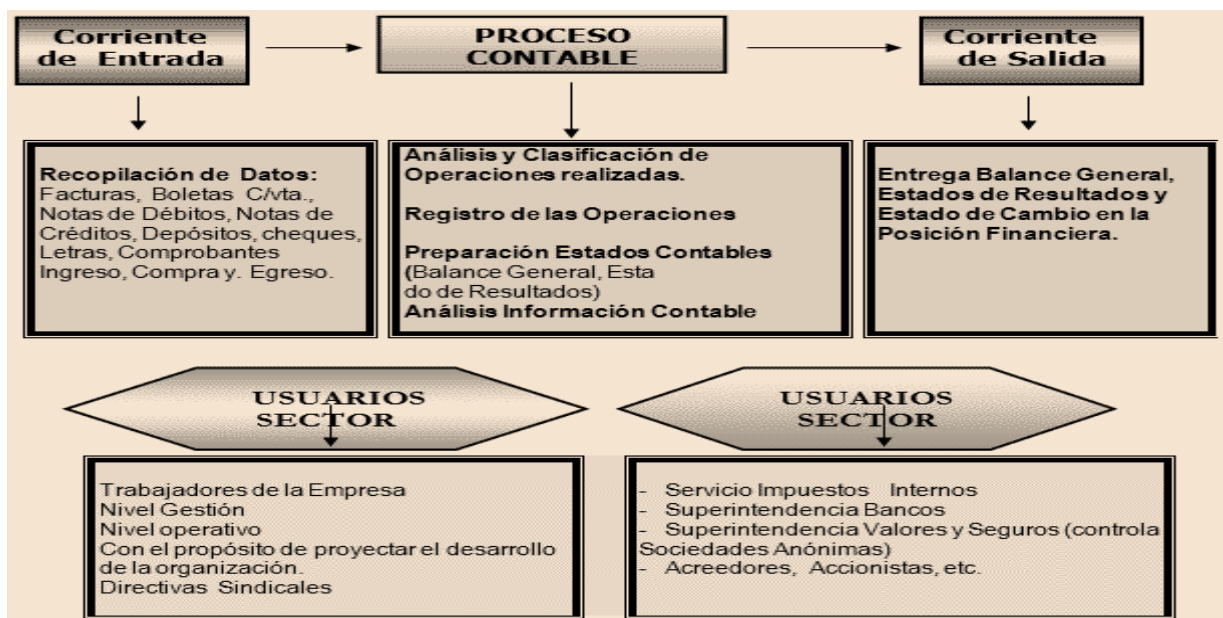 Corriente
de Entrada
PROCESO
CONTABLE
Corriente
de Salida
Recopilación de Datos:
Facturas, Boletas C/vta.,
Notas de Débitos, Notas de
Créditos, Depósitos, cheques,
Letras, Comprobantes
Ingreso, Compra y. Egreso.
Análisis y Clasificación de
Operaciones realizadas.
Registro de las Operaciones
Preparación Estados Contables
(Balance General, Esta
do de Resultados)
Análisis Información Contable
Entrega Balance General,
Estados de Resultados y
Estado de Cambio en la
Posición Financiera.
USUARIOS
SECTOR
USUARIOS
SECTOR
Trabajadores de la Empresa
Nivel Gestión
Nivel operativo
Con el propósito de proyectar el desarrollo
de la organización.
Directivas Sindicales
- Servicio Impuestos Internos
- Superintendencia Bancos
- Superintendencia Valores y Seguros (controla
Sociedades Anónimas)
- Acreedores, Accionistas, etc.